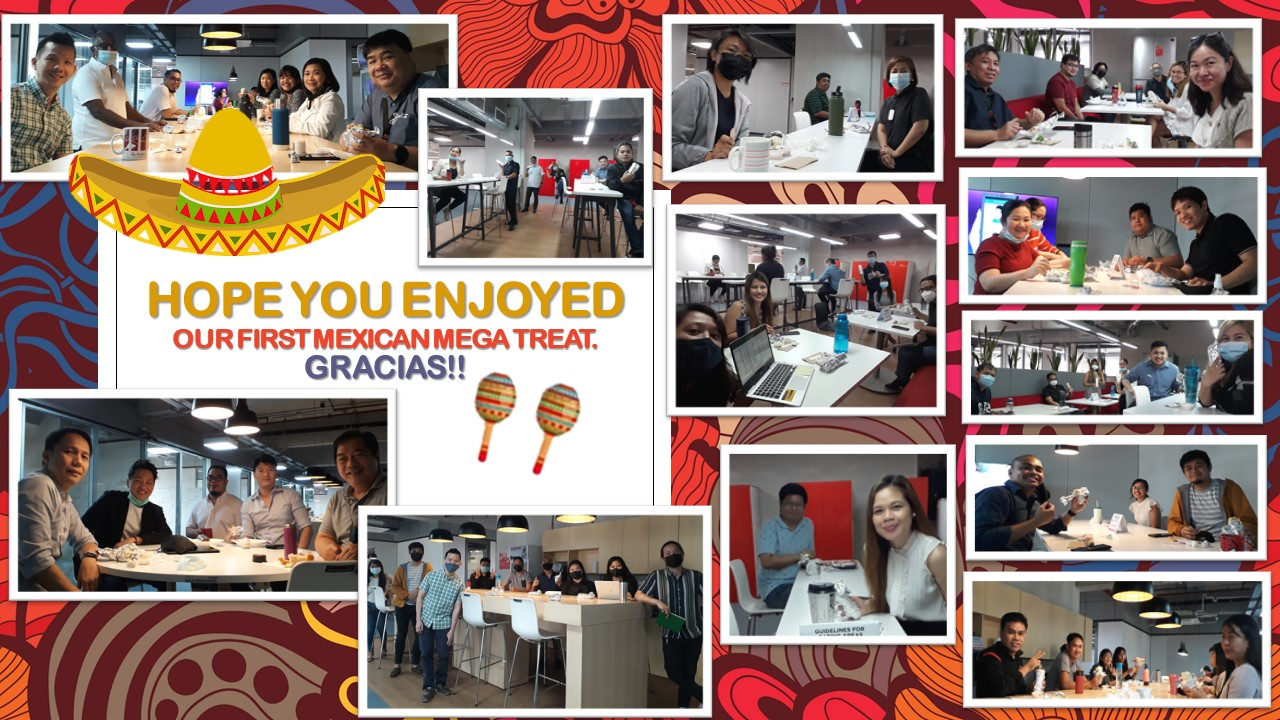 HOPE YOU ENJOYED
OUR FIRST MEXICAN MEGA TREAT.
GRACIAS!!
GUIDELINES FOR